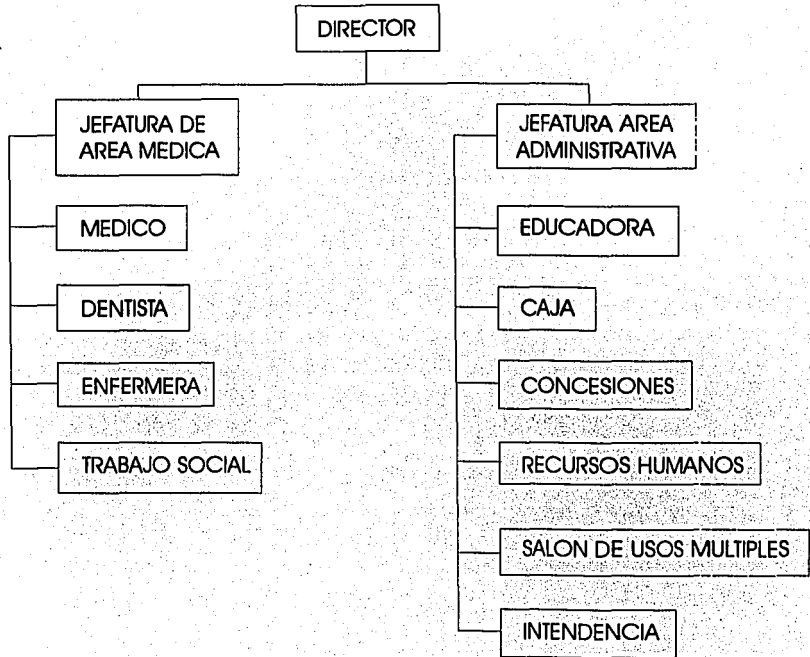 DIRECTOR
JEFATURA DE
AREA MEDICA
MEDICO
DENTISTA
ENFERMERA
TRABAJO SOCIAL
JEFATURA AREA
ADMINISTRATIVA
EDUCADORA
CAJA
CONCESIONES
RECURSOS HUMANOS
SALON DE USOS MULTIPLES
INTENDENCIA